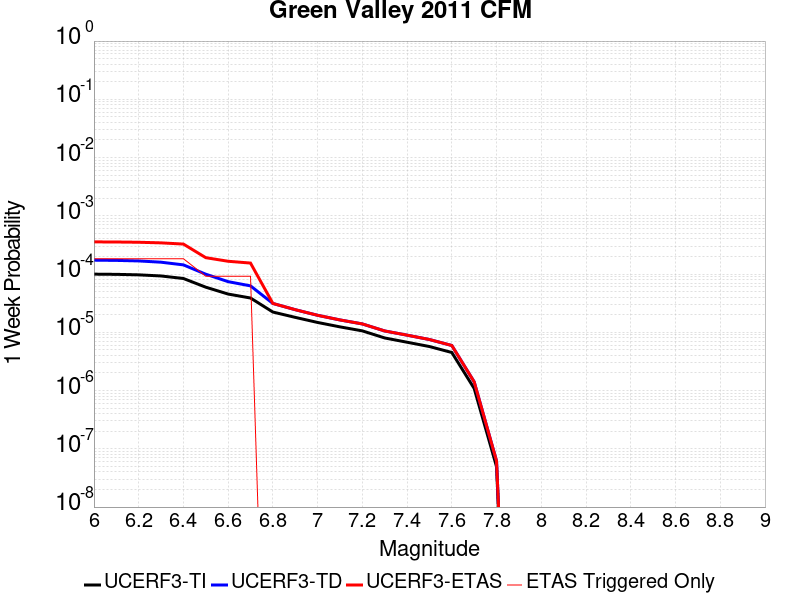 Green Valley 2011 CFM
10^0
10^-1
10^-2
10^-3
10^-4
10^-5
10^-6
10^-7
10^-8
1 Week Probability
6 6.2 6.4 6.6 6.8 7 7.2 7.4 7.6 7.8 8 8.2 8.4 8.6 8.8 9
Magnitude
UCERF3-TI UCERF3-TD UCERF3-ETAS ETAS Triggered Only